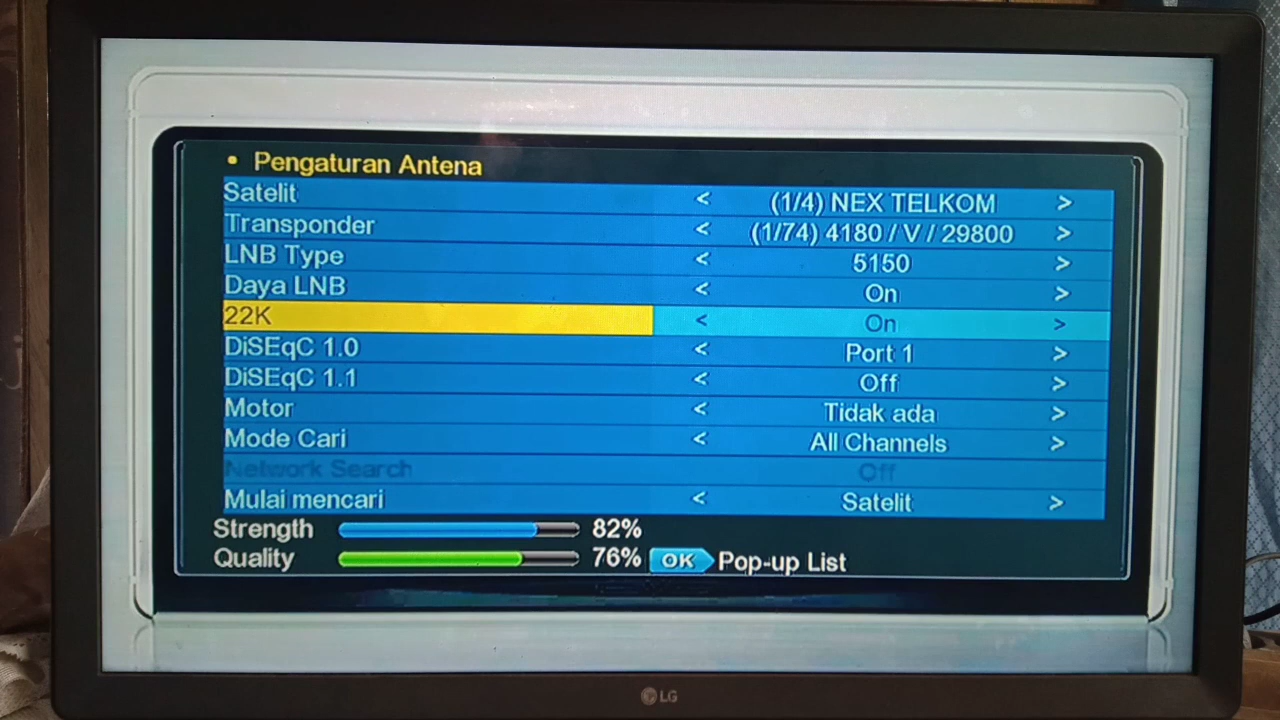 • Pengaturan Antena
Satelit < (1/4) NEX TELKOM >
Transponder < (1/74) 4180 / V / 29800 >
LNB Type < 5150 >
Daya LNB < On >
22K < On >
DiSEqC 1.0 < Port 1 >
DiSEqC 1.1 < Off >
Motor < Tidak ada >
Mode Cari < All Channels >
Network Search Off
Mulai mencari < Satelit >
Strength 82%
Quality 76% OK Pop-up List
LG